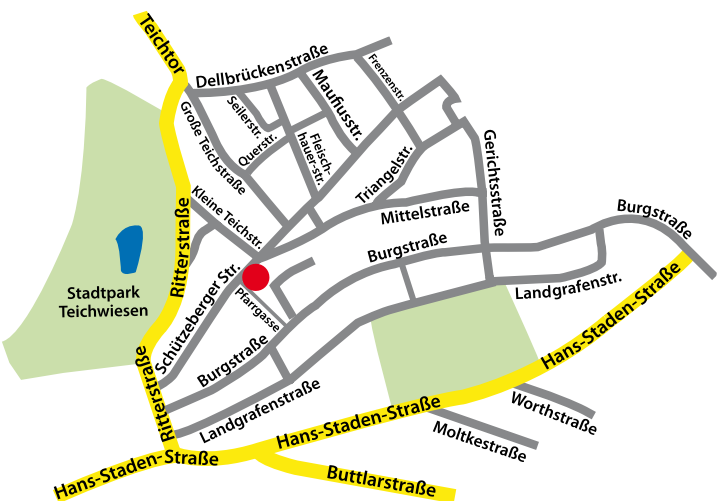 Teichtor
Dellbrückenstraße
Frenzenstr.
Maufiusstr.
Seilerstr.
Große Teichstraße
Querstr.
Fleisch-
hauer-str.
Gerichtsstraße
Triangelstr.
Kleine Teichstr.
Mittelstraße
Burgstraße
Ritterstraße
Burgstraße
Schützeberger Str.
Stadtpark
Teichwiesen
Pfarrgasse
Landgrafenstr.
Hans-Staden-Straße
Burgstraße
Ritterstraße
Landgrafenstraße
Worthstraße
Hans-Staden-Straße
Moltkestraße
Hans-Staden-Straße
Buttlarstraße